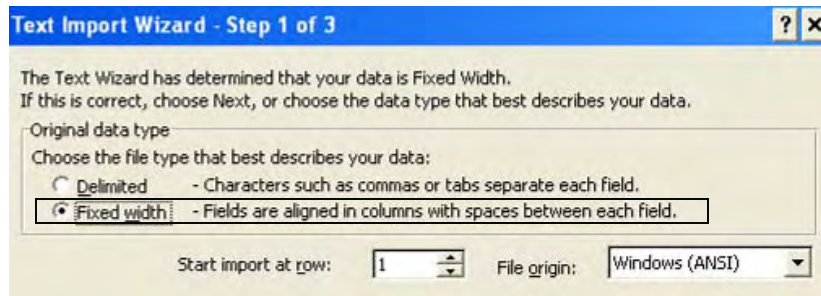 Text Import Wizard - Step 1 of 3 ? ×
The Text Wizard has determined that your data is Fixed Width.
If this is correct, choose Next, or choose the data type that best describes your data.
Original data type
Choose the file type that best describes your data:
Delimited - Characters such as commas or tabs separate each field.
Fixed width - Fields are aligned in columns with spaces between each field.
Start import at row: 1 File origin: Windows (ANSI)